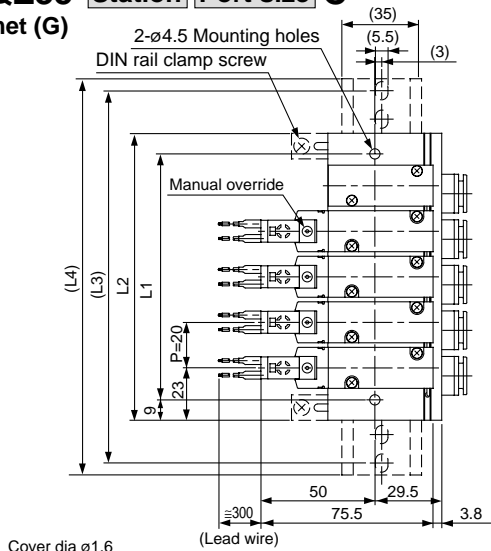 Station Port size
net (G)
(35)
(5.5)
(3)
2-ø4.5 Mounting holes
DIN rail clamp screw
Manual override
(L4)
(L3)
L2
L1
P=20
23
9
50
29.5
≅300
75.5
3.8
(Lead wire)
Cover dia ø1.6